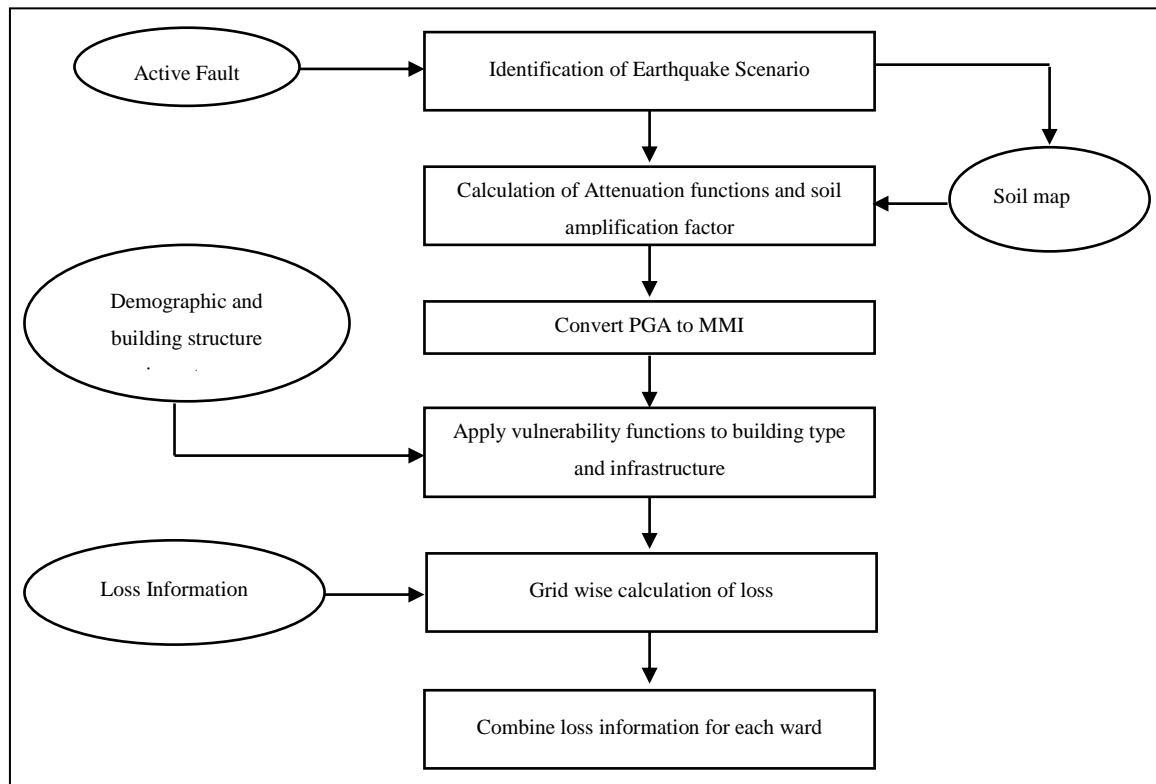 Active Fault
Identification of Earthquake Scenario
Calculation of Attenuation functions and soil
amplification factor
Soil map
Demographic and
building structure
Convert PGA to MMI
Apply vulnerability functions to building type
and infrastructure
Loss Information
Grid wise calculation of loss
Combine loss information for each ward